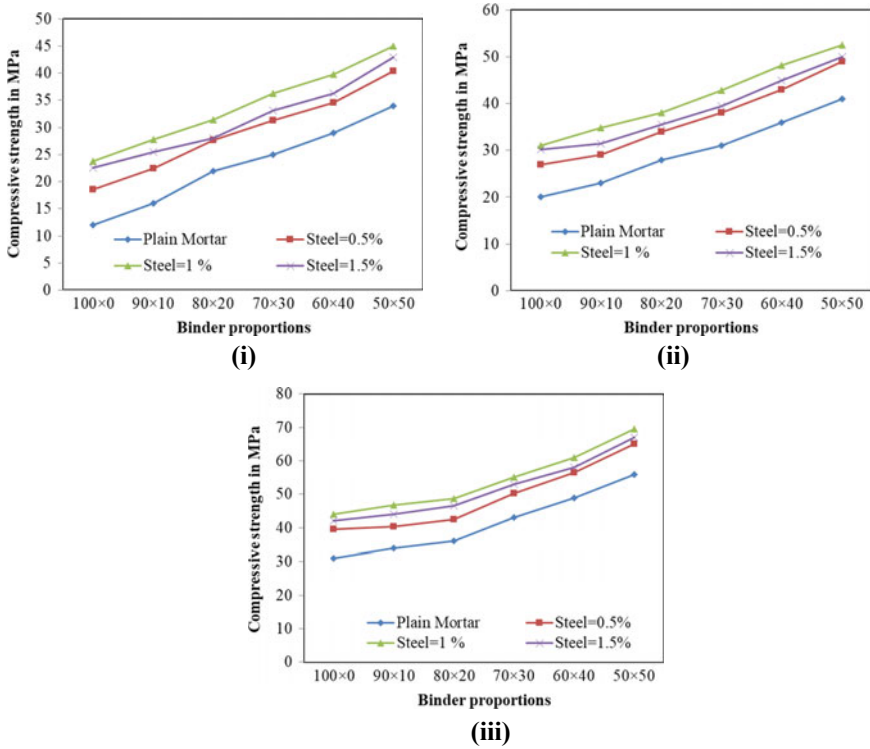 Compressive strength in MPa
50
45
40
35
30
25
20
15
10
5
0
Plain Mortar
Steel=0.5%
Steel=1 %
Steel=1.5%
100×0 90×10 80×20 70×30 60×40 50×50
Binder proportions
(i)
Compressive strength in MPa
60
50
40
30
20
10
0
Plain Mortar
Steel=0.5%
Steel=1 %
Steel=1.5%
100×0 90×10 80×20 70×30 60×40 50×50
Binder proportions
(ii)
Compressive strength in MPa
80
70
60
50
40
30
20
10
0
Plain Mortar
Steel=0.5%
Steel=1 %
Steel=1.5%
100×0 90×10 80×20 70×30 60×40 50×50
Binder proportions
(iii)